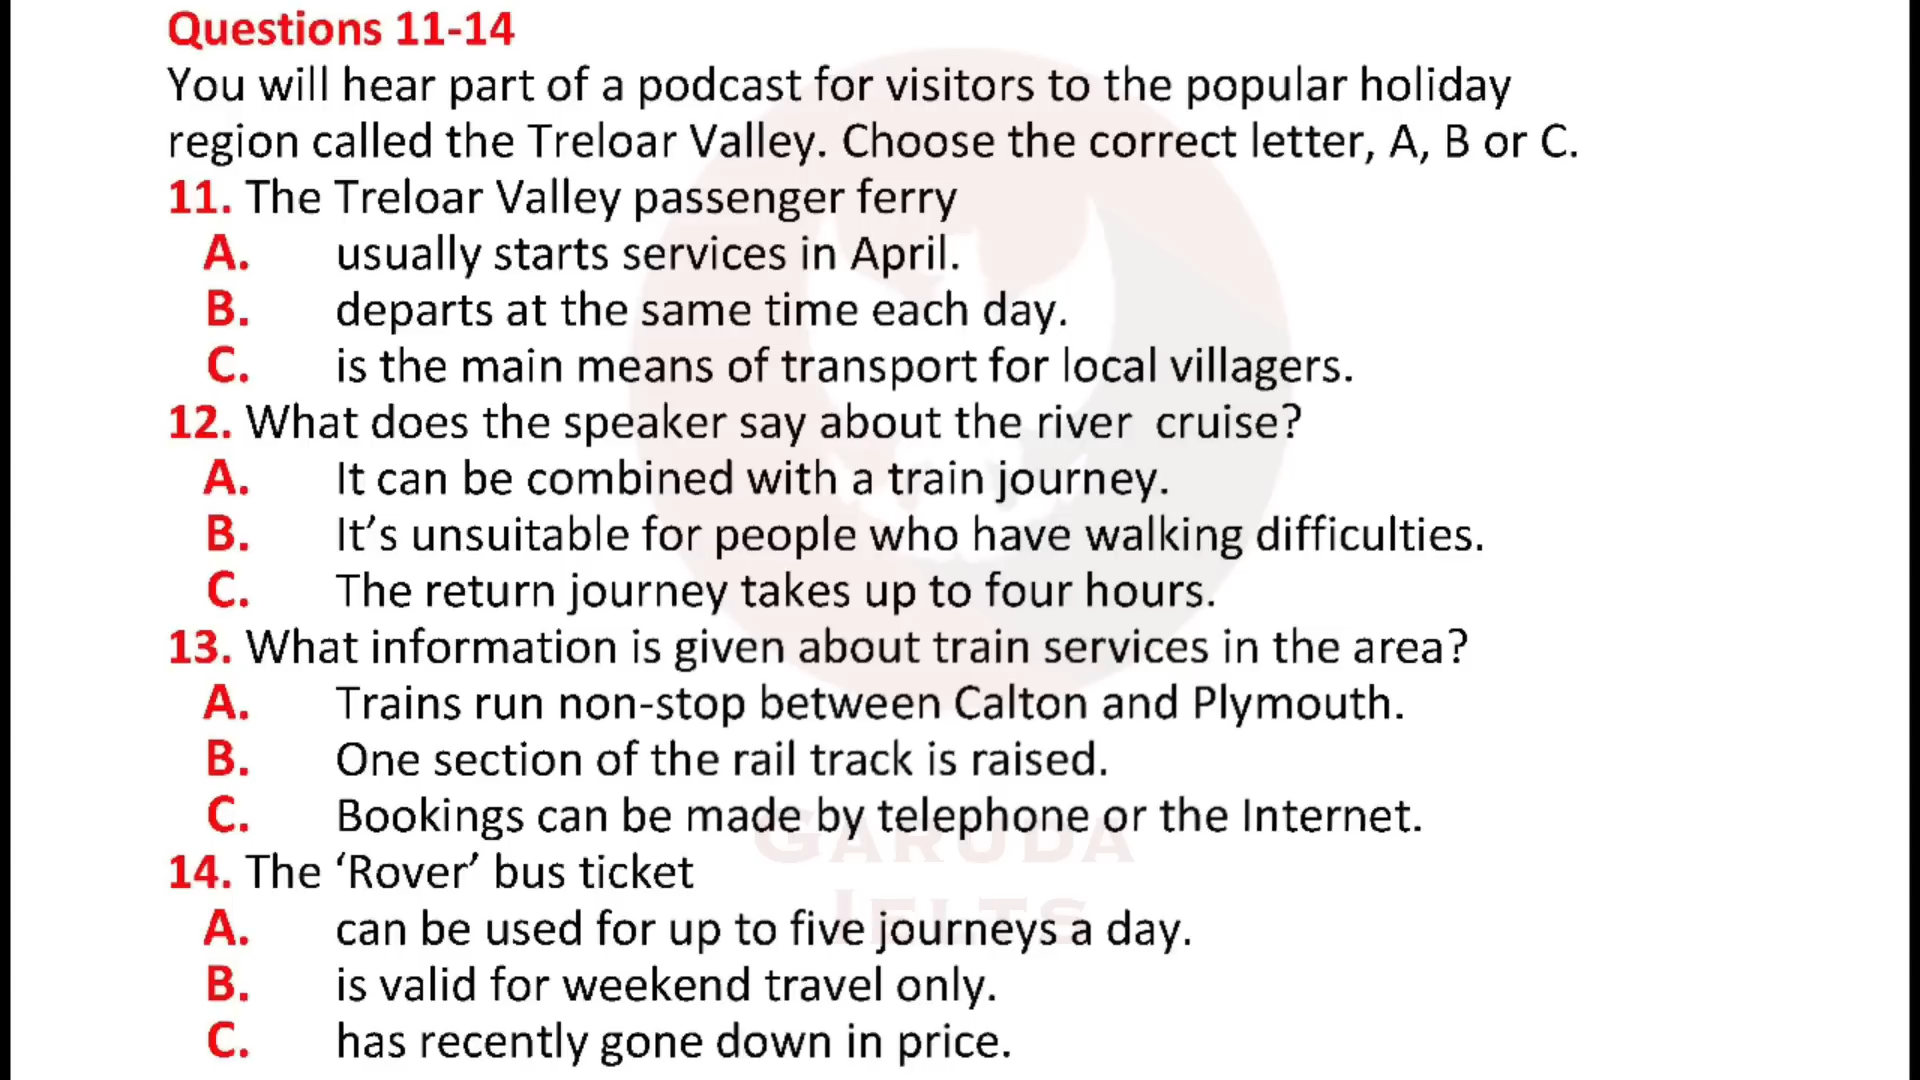 Questions 11-14
You will hear part of a podcast for visitors to the popular holiday
region called the Treloar Valley. Choose the correct letter, A, B or C.
11. The Treloar Valley passenger ferry
A. usually starts services in April.
B. departs at the same time each day.
C. is the main means of transport for local villagers.
12. What does the speaker say about the river cruise?
A. It can be combined with a train journey.
B. It’s unsuitable for people who have walking difficulties.
C. The return journey takes up to four hours.
13. What information is given about train services in the area?
A. Trains run non-stop between Calton and Plymouth.
B. One section of the rail track is raised.
C. Bookings can be made by telephone or the Internet.
GARUDA
14. The ‘Rover’ bus ticket
IELTS
A. can be used for up to five journeys a day.
B. is valid for weekend travel only.
C. has recently gone down in price.